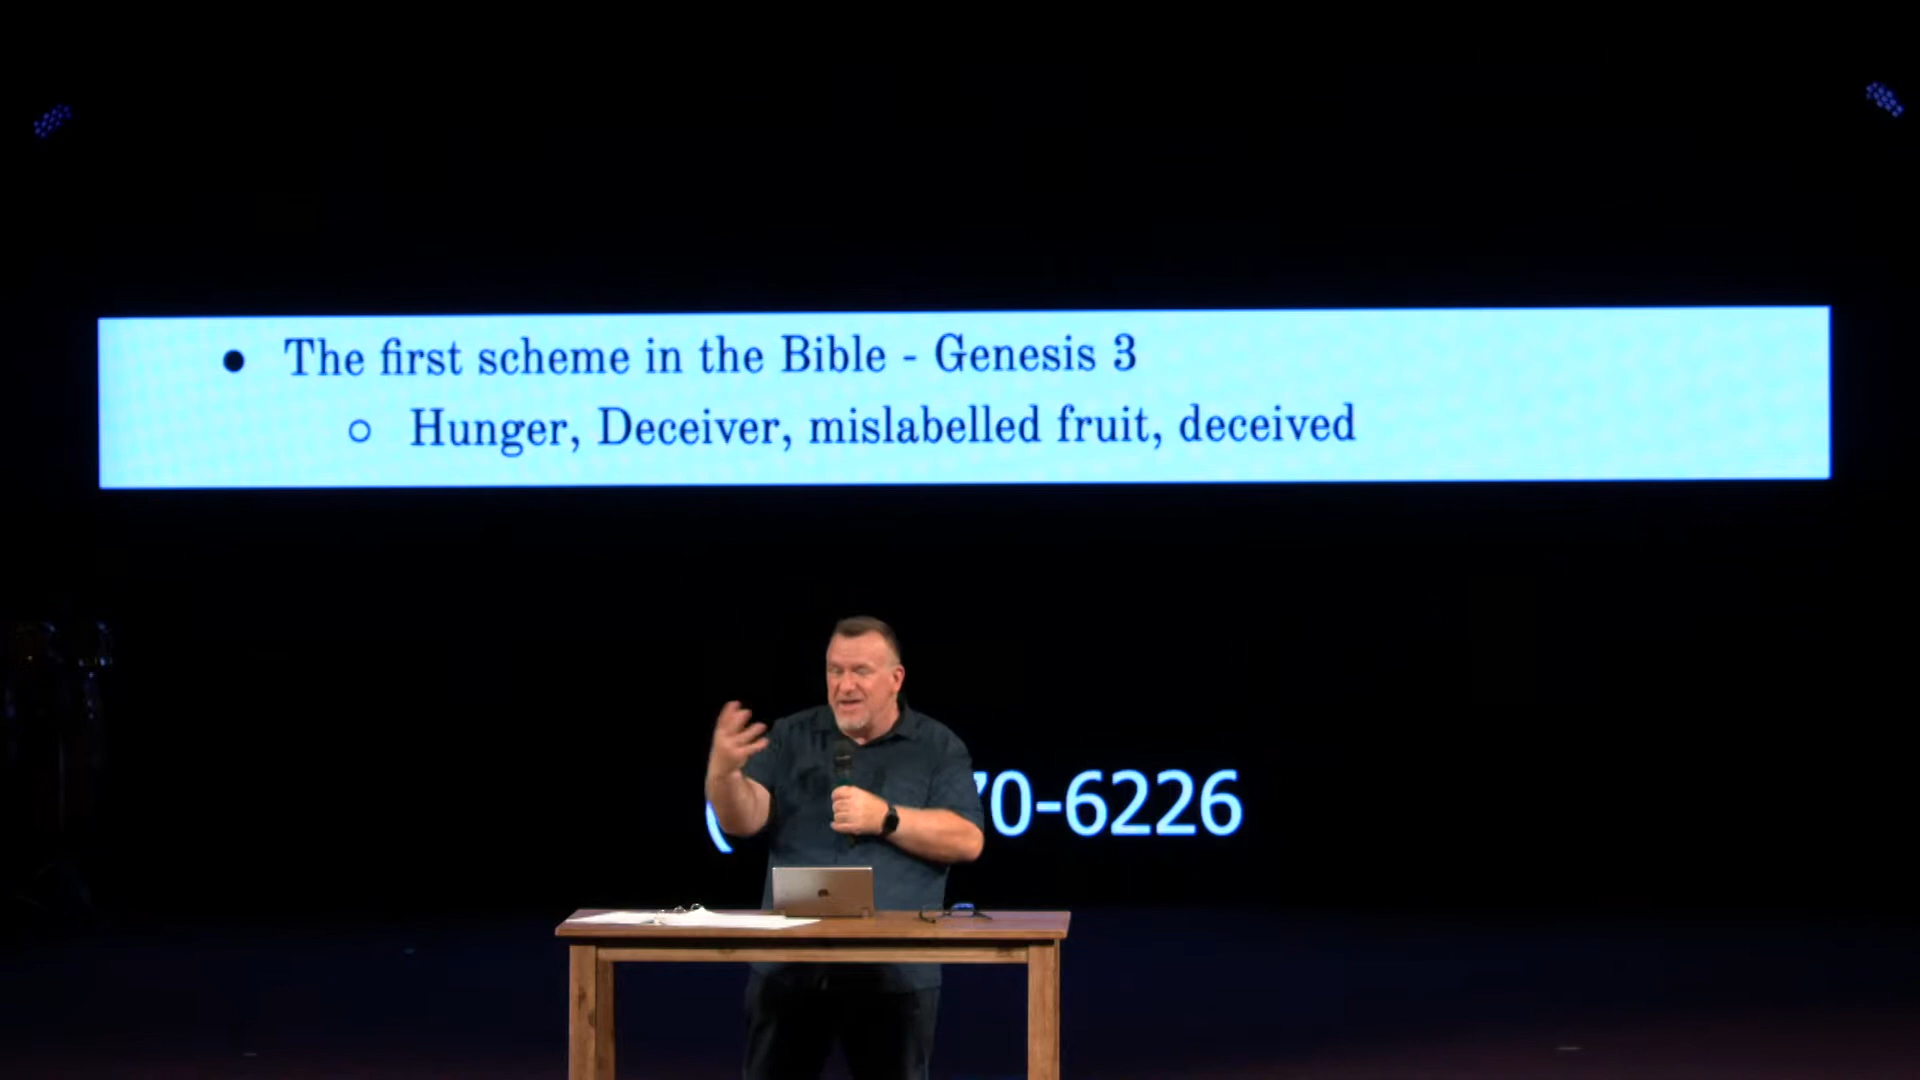 ● The first scheme in the Bible - Genesis 3
○ Hunger, Deceiver, mislabelled fruit, deceived
( 70-6226